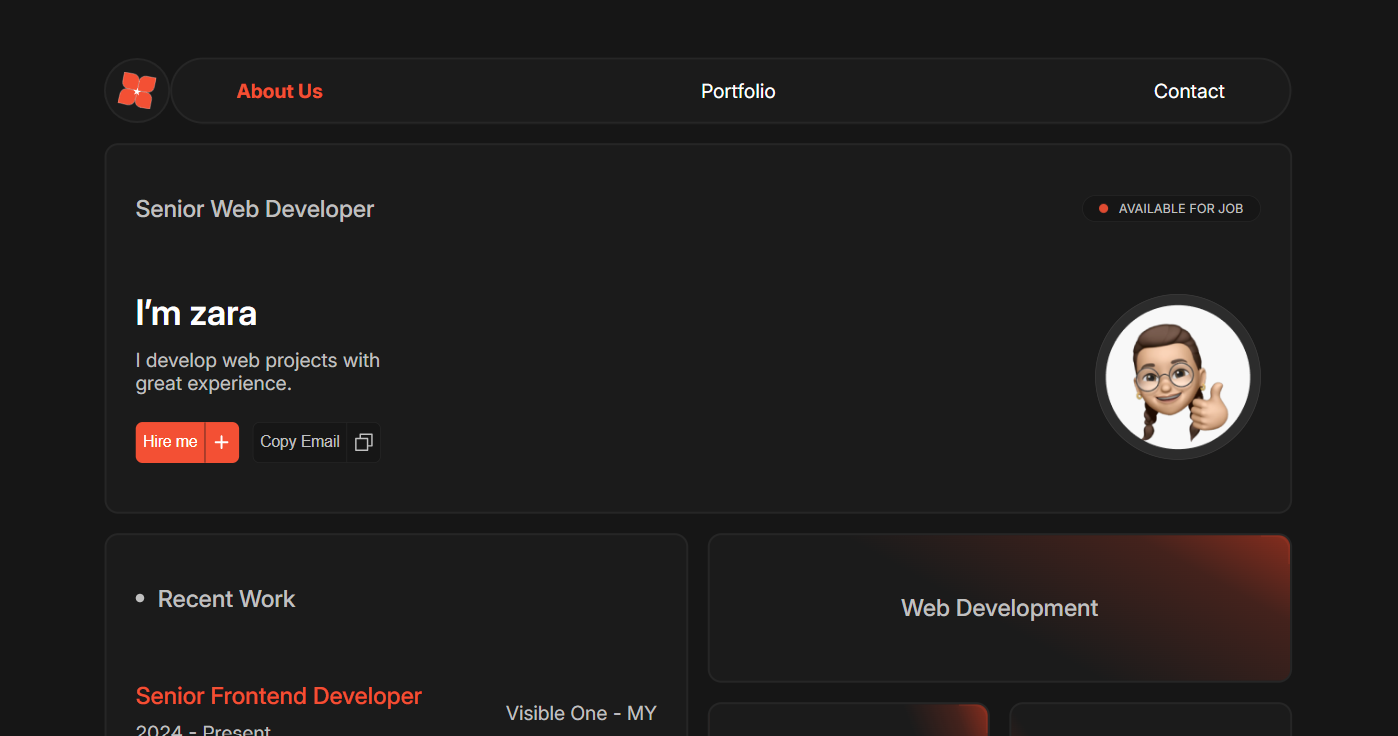 About Us
Portfolio
Contact
Senior Web Developer
AVAILABLE FOR JOB
I'm zara
I develop web projects with
great experience.
Hire me
Copy Email
Recent Work
Web Development
Senior Frontend Developer
Visible One - MY
2024 - Present